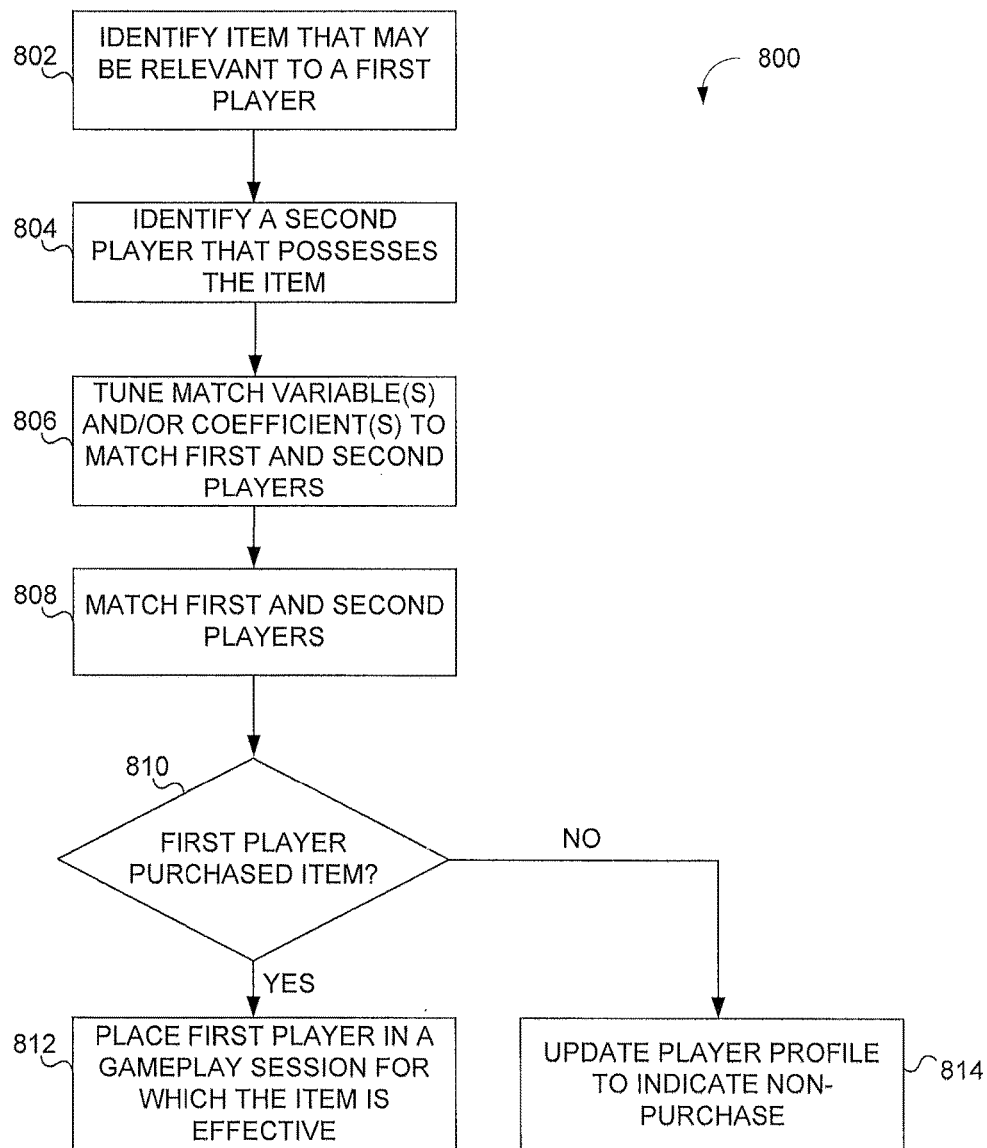 802
IDENTIFY ITEM THAT MAY
BE RELEVANT TO A FIRST
PLAYER
800
804
IDENTIFY A SECOND
PLAYER THAT POSSESSES
THE ITEM
806
TUNE MATCH VARIABLE(S)
AND/OR COEFFICIENT(S) TO
MATCH FIRST AND SECOND
PLAYERS
808
MATCH FIRST AND SECOND
PLAYERS
810
FIRST PLAYER
PURCHASED ITEM?
NO
YES
812
PLACE FIRST PLAYER IN A
GAMEPLAY SESSION FOR
WHICH THE ITEM IS
EFFECTIVE
UPDATE PLAYER PROFILE
TO INDICATE NON-
PURCHASE
814